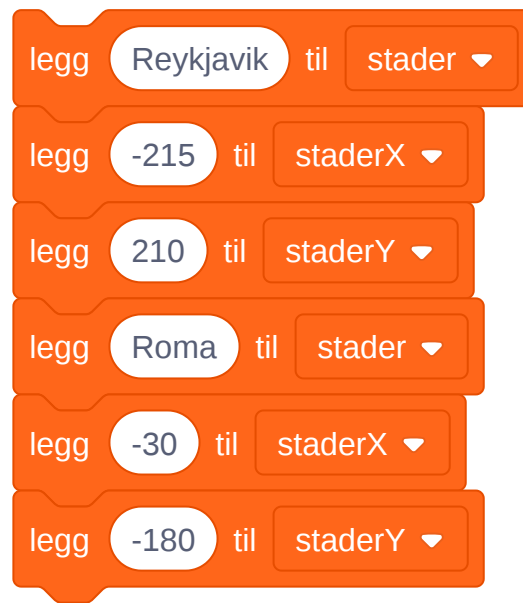 legg Reykjavik til stader
legg -215 til staderX
legg 210 til staderY
legg Roma til stader
legg -30 til staderX
legg -180 til staderY